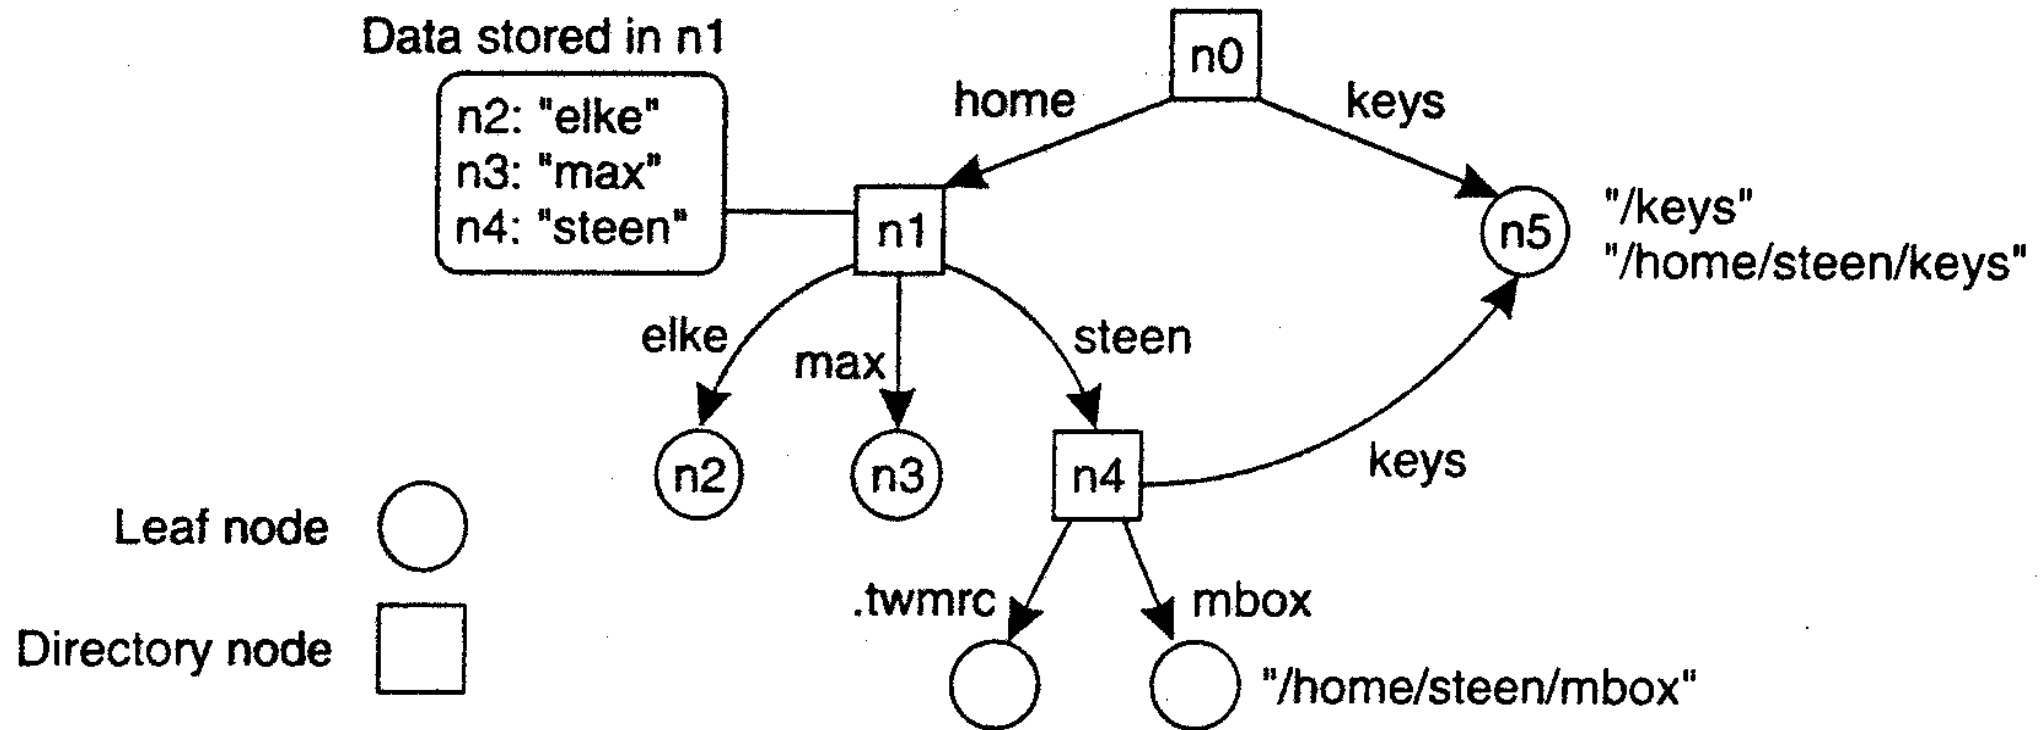 Data stored in n1
n0
n2: "elke"
n3: "max"
n4: "steen"
home
keys
n1
n5
"/keys"
"/home/steen/keys"
elke
max
steen
n2
n3
n4
keys
Leaf node
.twmrc
mbox
Directory node
"/home/steen/mbox"